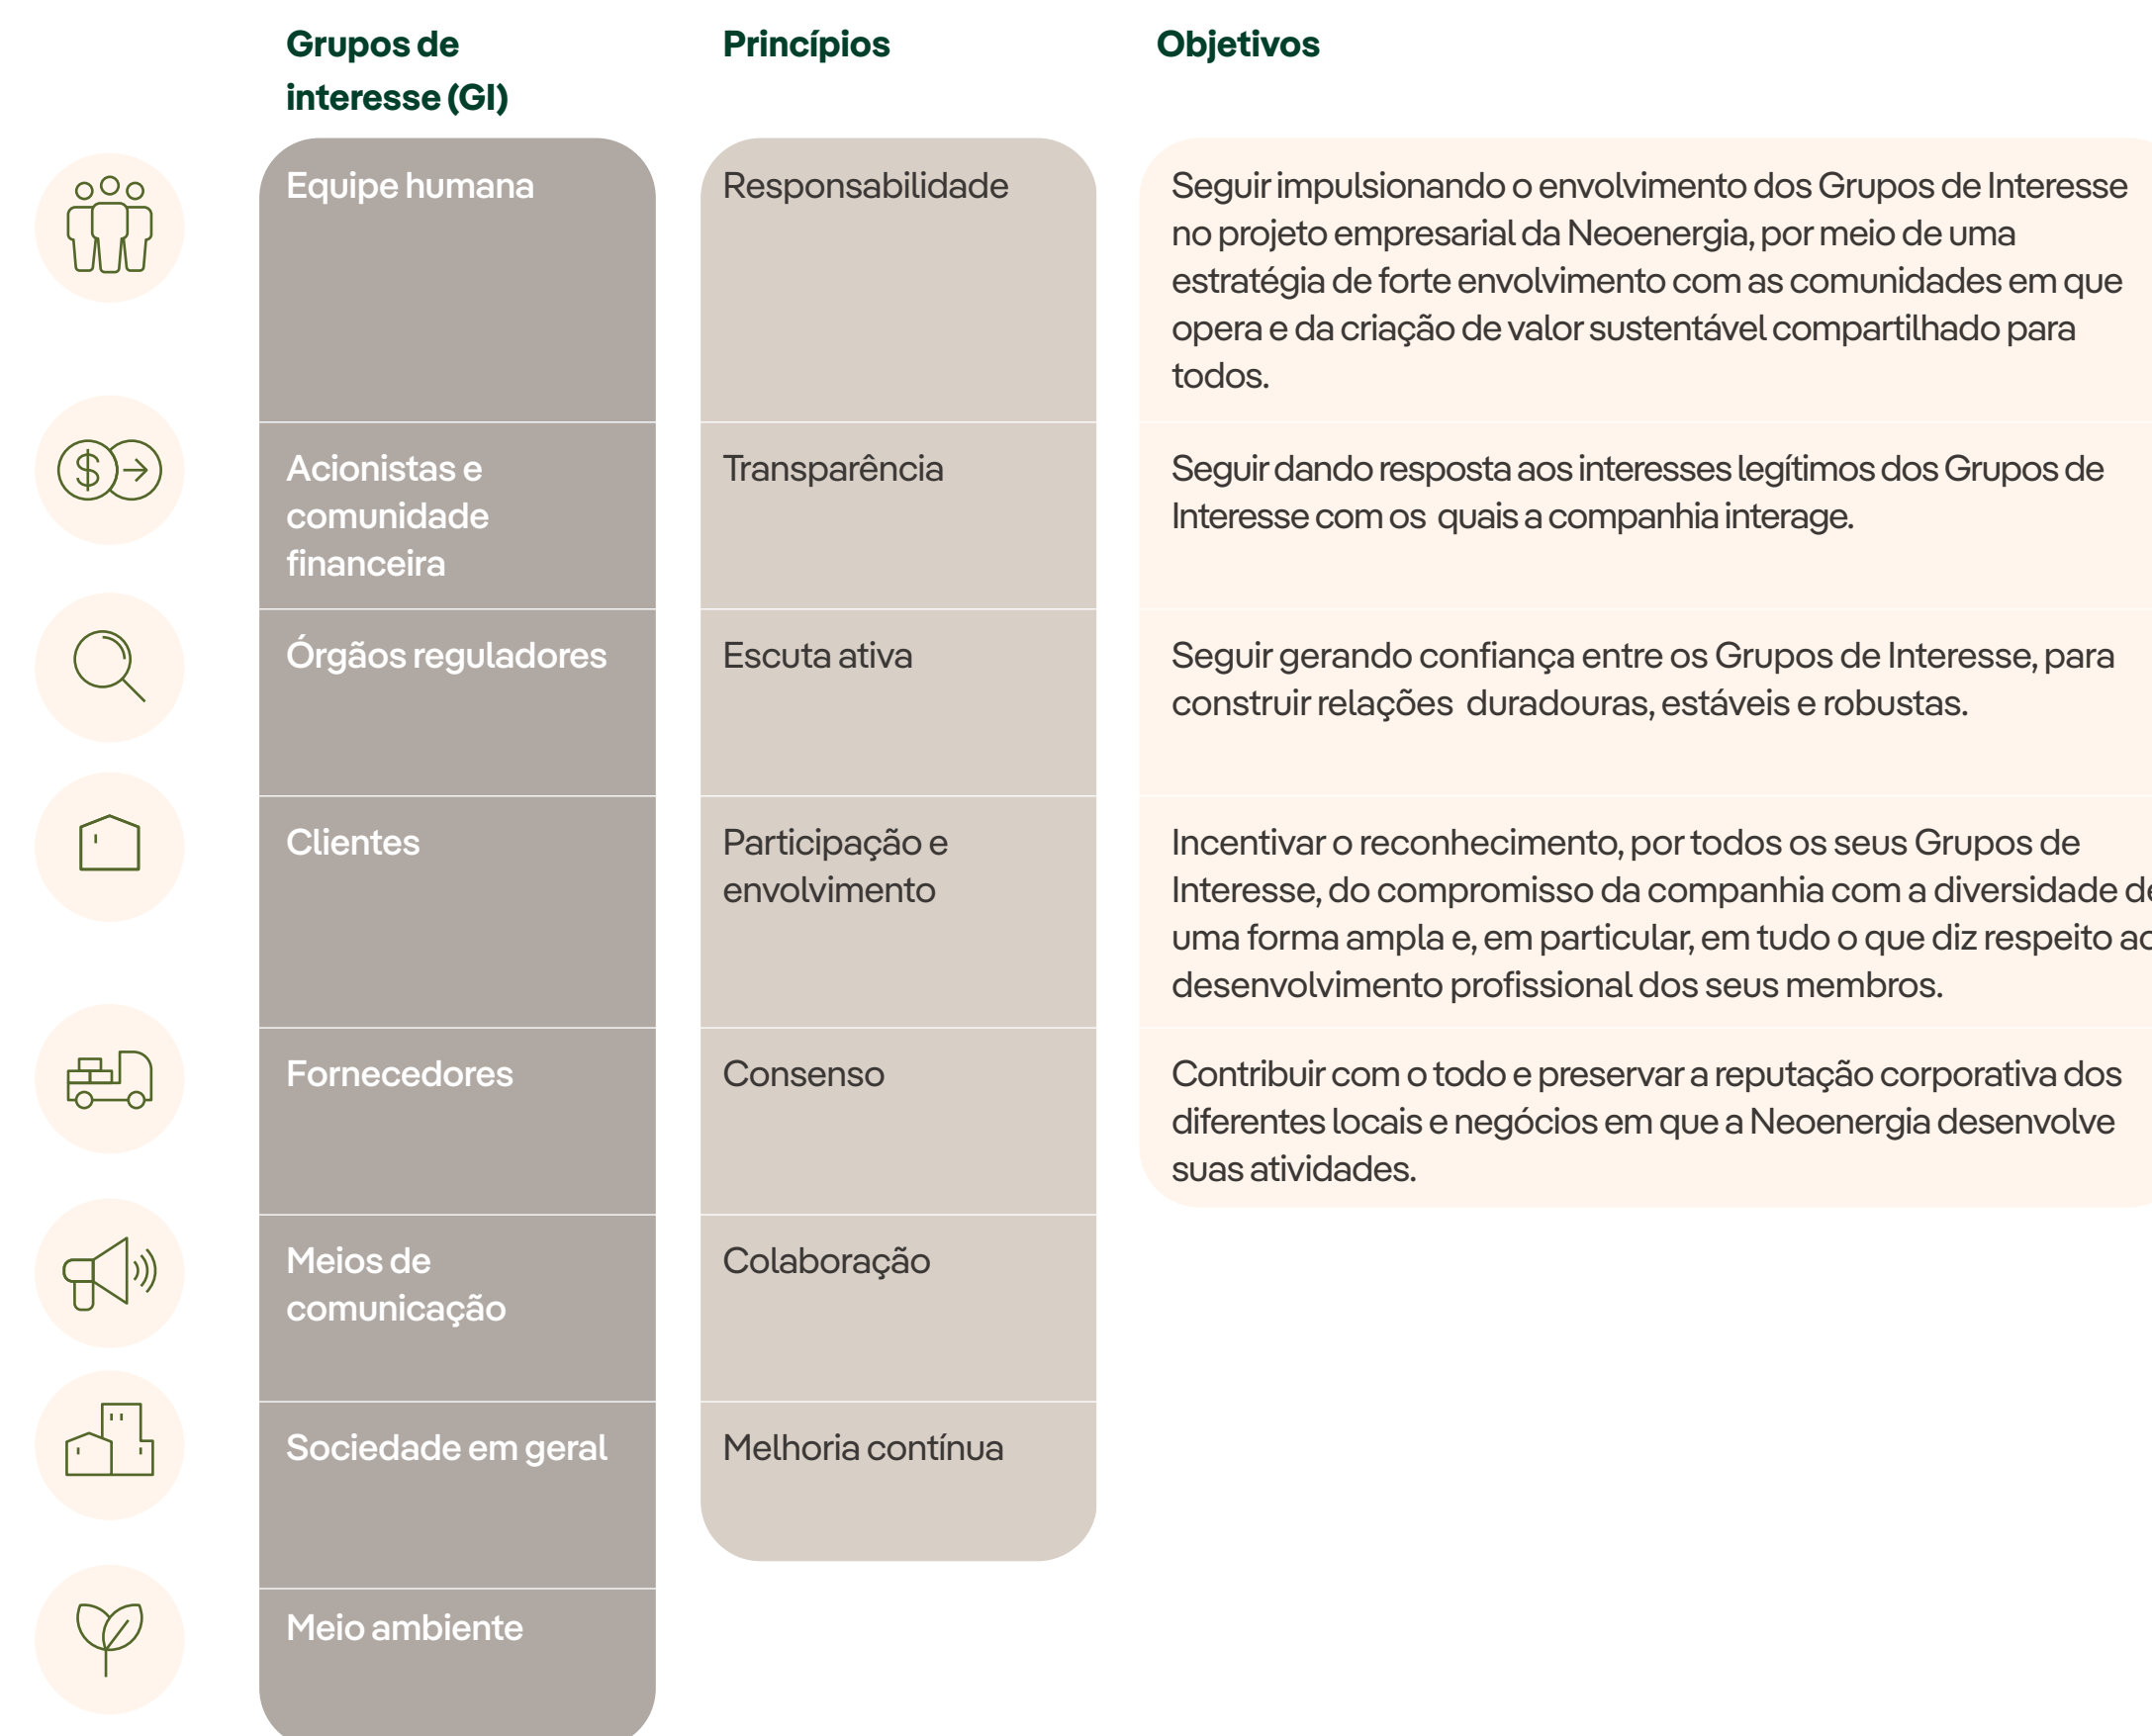 Grupos de
interesse (GI)
Princípios
Objetivos
Equipe humana
Responsabilidade
Seguir impulsionando o envolvimento dos Grupos de Interesse
no projeto empresarial da Neoenergia, por meio de uma
estratégia de forte envolvimento com as comunidades em que
opera e da criação de valor sustentável compartilhado para
todos.
Acionistas e
comunidade
financeira
Transparência
Seguir dando resposta aos interesses legítimos dos Grupos de
Interesse com os quais a companhia interage.
Órgãos reguladores
Escuta ativa
Seguir gerando confiança entre os Grupos de Interesse, para
construir relações duradouras, estáveis e robustas.
Clientes
Participação e
envolvimento
Incentivar o reconhecimento, por todos os seus Grupos de
Interesse, do compromisso da companhia com a diversidade de
uma forma ampla e, em particular, em tudo o que diz respeito ao
desenvolvimento profissional dos seus membros.
Fornecedores
Consenso
Contribuir com o todo e preservar a reputação corporativa dos
diferentes locais e negócios em que a Neoenergia desenvolve
suas atividades.
Meios de
comunicação
Colaboração
Sociedade em geral
Melhoria contínua
Meio ambiente